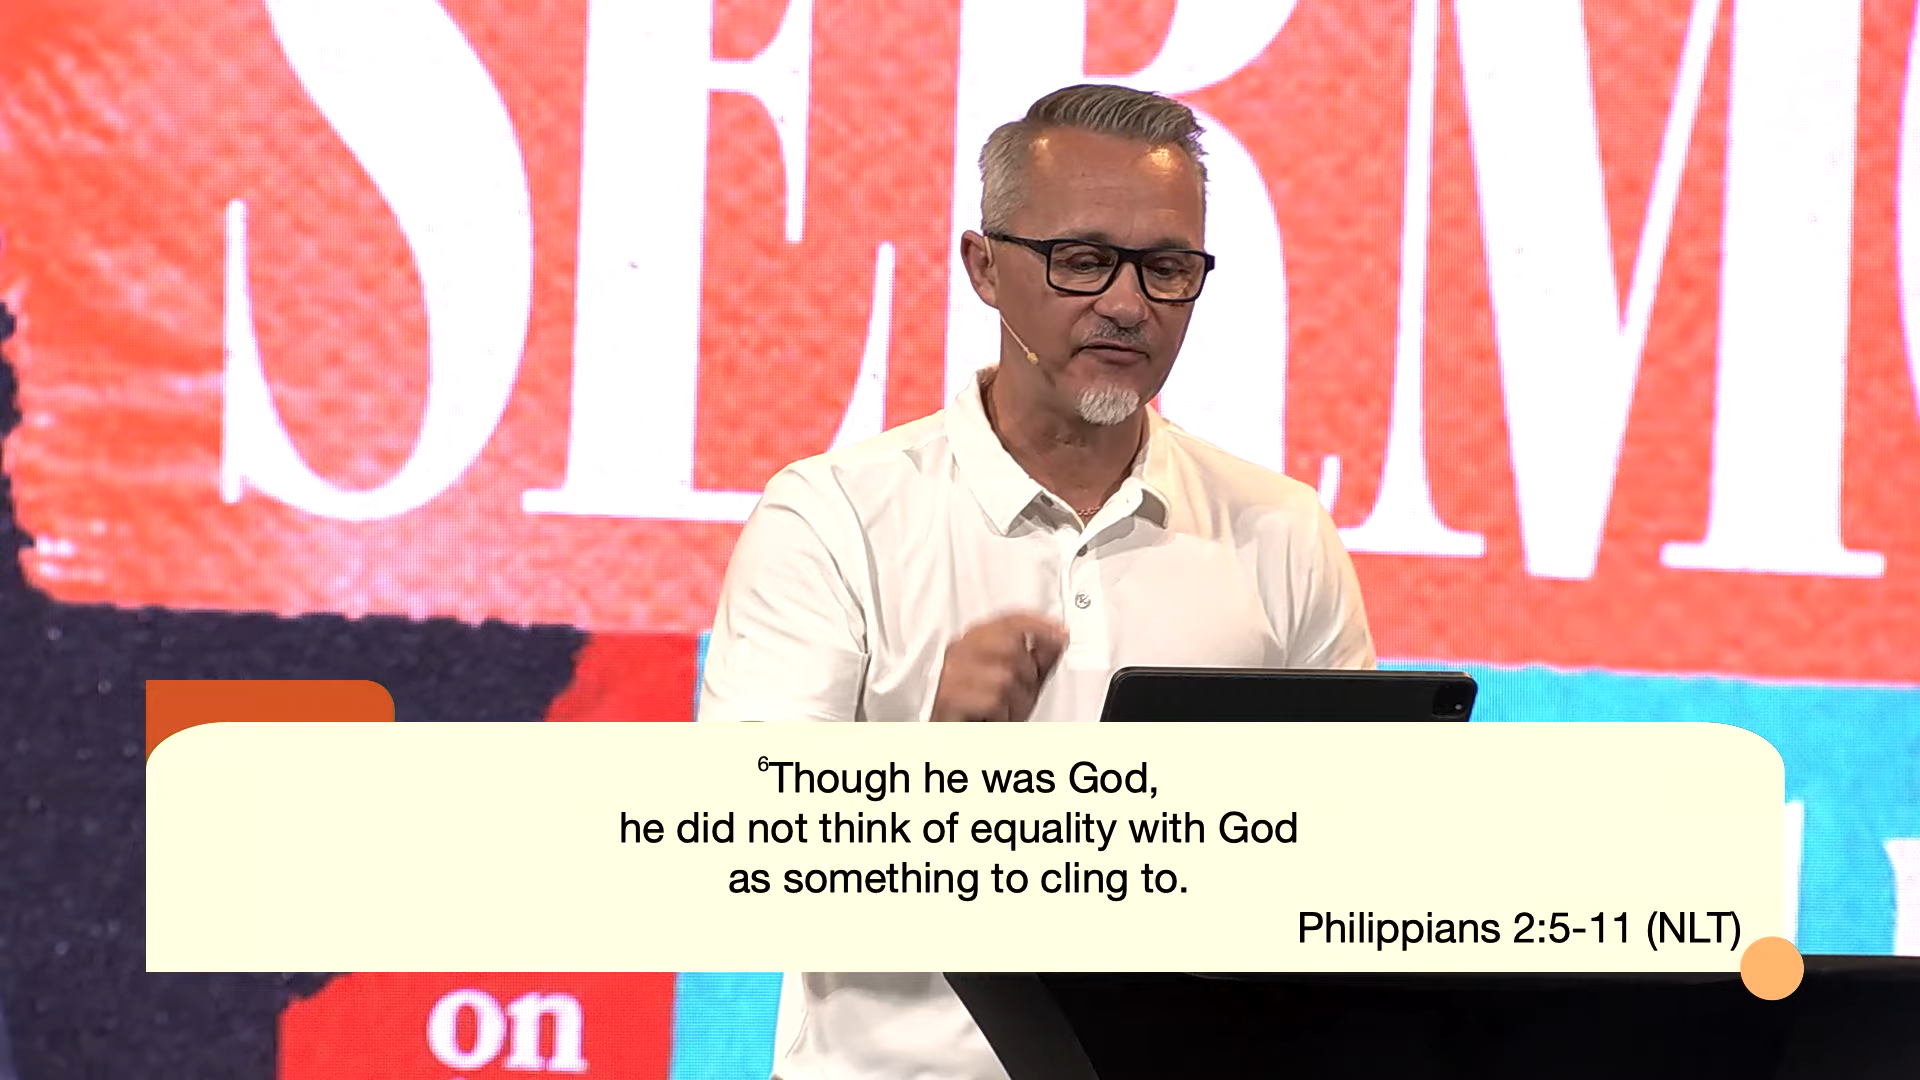 SERMO
⁶Though he was God,
he did not think of equality with God
as something to cling to.
Philippians 2:5-11 (NLT)
on